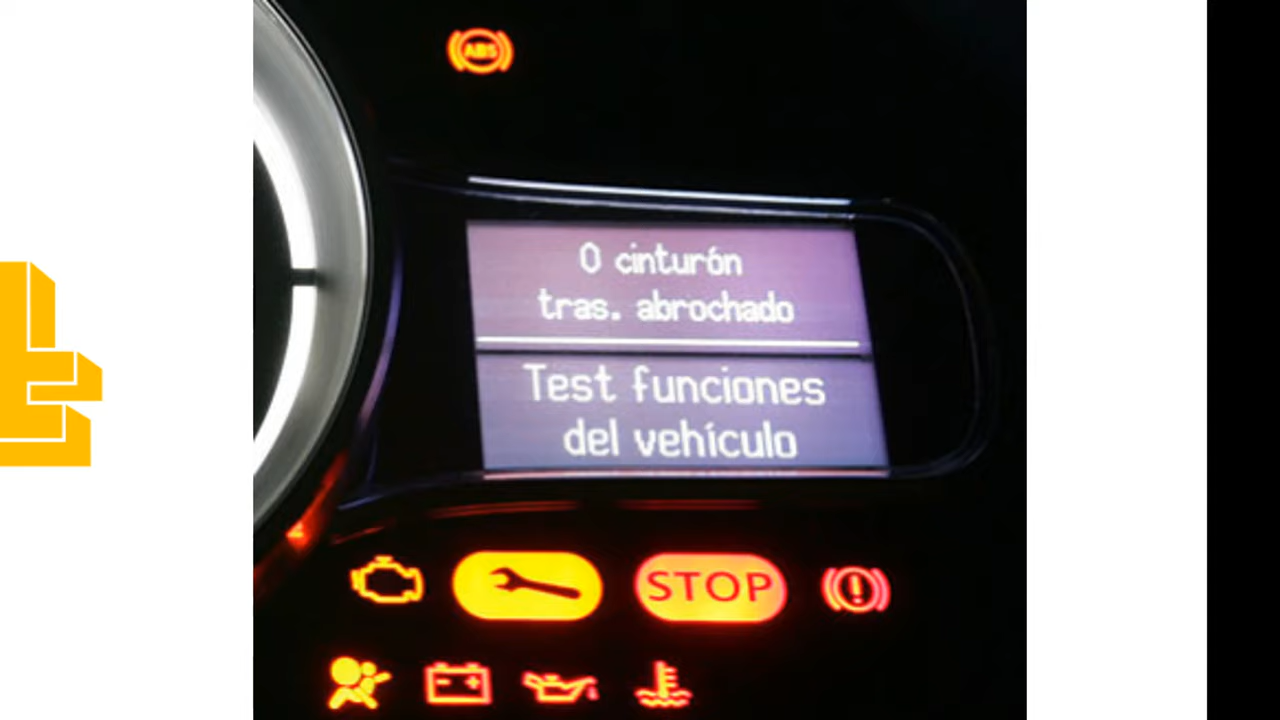 ABS
0 cinturón
tras. abrochado
Test funciones
del vehículo
STOP